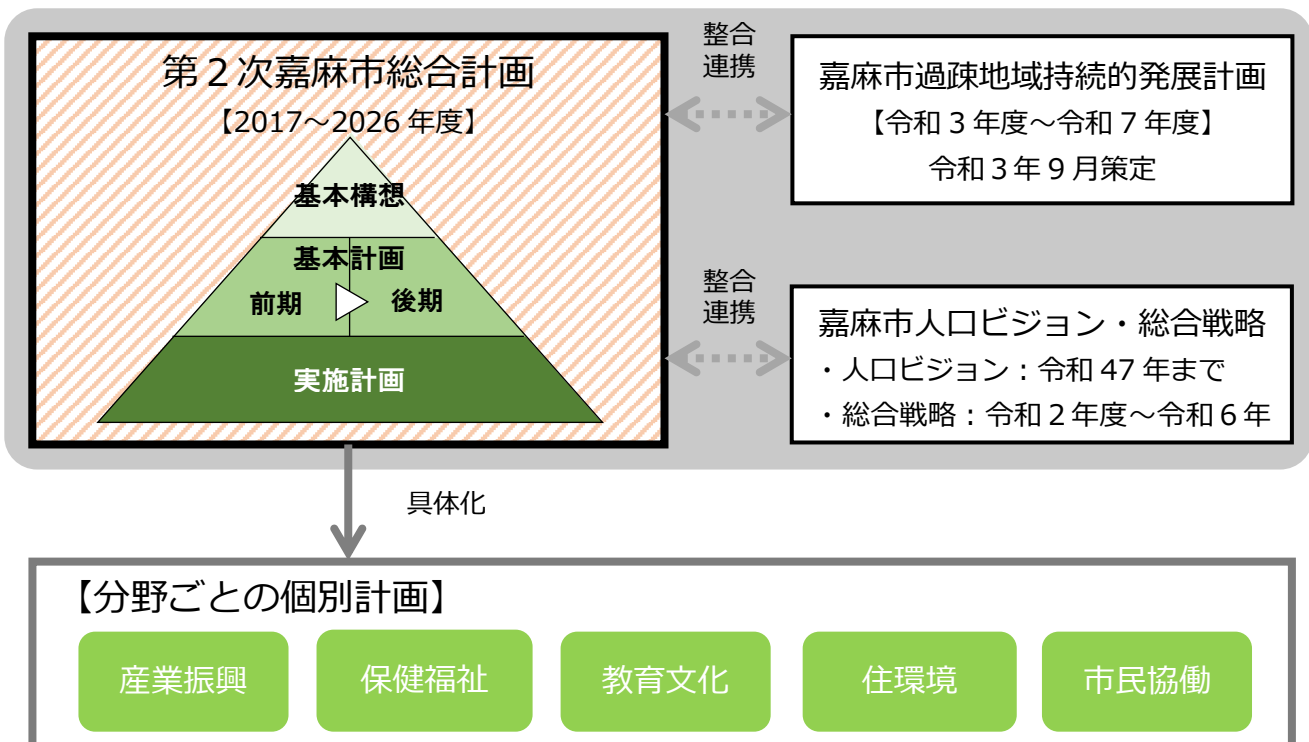 第２次嘉麻市総合計画
【2017～2026 年度】
基本構想
基本計画
前期
後期
実施計画
整合
連携
嘉麻市過疎地域持続的発展計画
【令和 3 年度～令和 7 年度】
令和３年９月策定
整合
連携
嘉麻市人口ビジョン・総合戦略
・人口ビジョン：令和 47 年まで
・総合戦略：令和２年度～令和６年
具体化
【分野ごとの個別計画】
産業振興
保健福祉
教育文化
住環境
市民協働